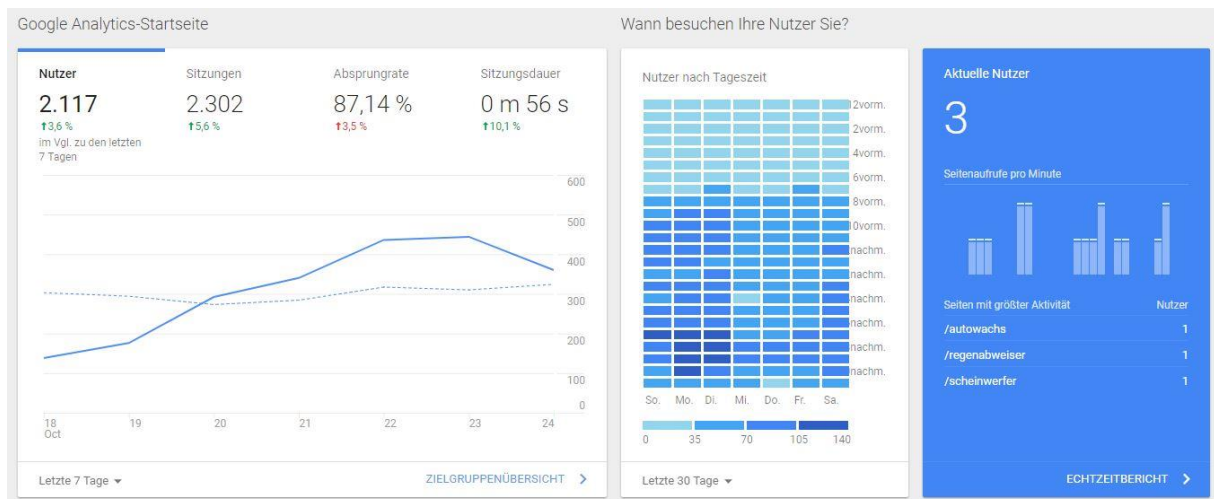 Google Analytics-Startseite
Wann besuchen Ihre Nutzer Sie?
Nutzer Sitzungen Absprungrate Sitzungsdauer
2.117 2.302 87,14 % 0 m 56 s
↑3,6 % ↑5,6 % ↑3,5 % ↑10,1 %
im Vgl. zu den letzten
7 Tagen
600
500
400
300
200
100
0
18 19 20 21 22 23 24
Oct
Letzte 7 Tage
ZIELGRUPPENÜBERSICHT
Nutzer nach Tageszeit
2vorm.
2vorm.
4vorm.
6vorm.
8vorm.
0vorm.
nachm.
nachm.
nachm.
nachm.
nachm.
nachm.
So. Mo. Di. Mi. Do. Fr. Sa.
0 35 70 105 140
Letzte 30 Tage
Aktuelle Nutzer
3
Seitenaufrufe pro Minute
Seiten mit größter Aktivität Nutzer
/autowachs 1
/regenabweiser 1
/scheinwerfer 1
ECHTZEITBERICHT